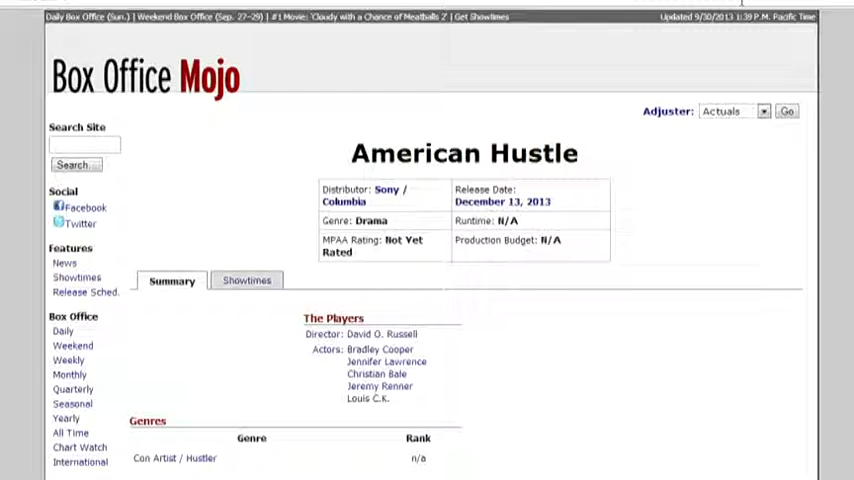 Daily Box Office (Sun.) | Weekend Box Office (Sep. 27–29) | #1 Movie: 'Cloudy with a Chance of Meatballs 2' | Get Showtimes
Updated 9/30/2013 1:39 P.M. Pacific Time
Box Office Mojo
Adjuster: Actuals Go
Search Site
Search...
Social
Facebook
Twitter
Features
News
Showtimes
Release Sched.
Box Office
Daily
Weekend
Weekly
Monthly
Quarterly
Seasonal
Yearly
All Time
Chart Watch
International
American Hustle
Distributor: Sony / Columbia
Release Date: December 13, 2013
Genre: Drama
Runtime: N/A
MPAA Rating: Not Yet Rated
Production Budget: N/A
Summary
Showtimes
The Players
Director: David O. Russell
Actors: Bradley Cooper
Jennifer Lawrence
Christian Bale
Jeremy Renner
Louis C.K.
Genres
Genre Rank
Con Artist / Hustler n/a